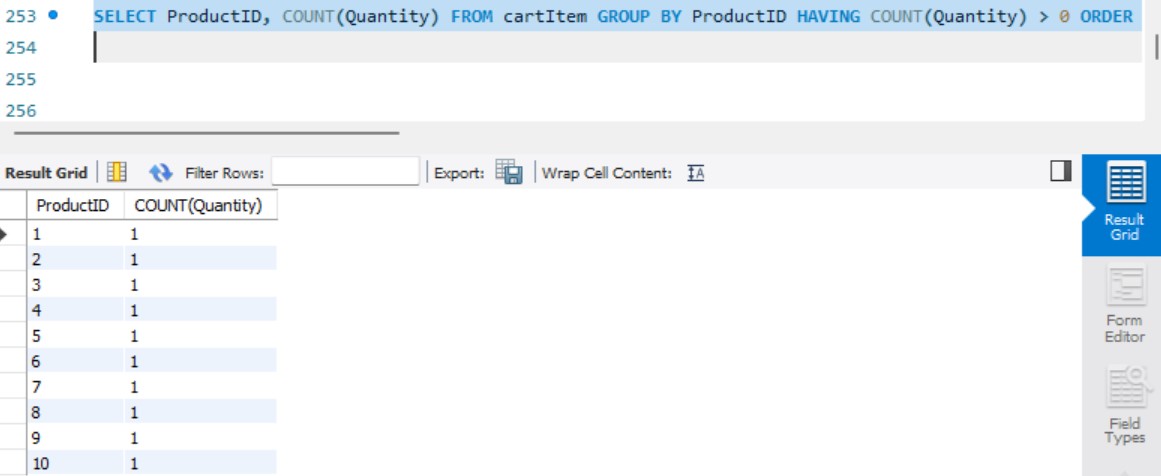 253 SELECT ProductID, COUNT(Quantity) FROM cartItem GROUP BY ProductID HAVING COUNT(Quantity) > 0 ORDER
254
255
256
Result Grid Filter Rows: Export: Wrap Cell Content: IA
ProductID COUNT(Quantity)
1 1
2 1
3 1
4 1
5 1
6 1
7 1
8 1
9 1
10 1
Result
Grid
Form
Editor
Field
Types